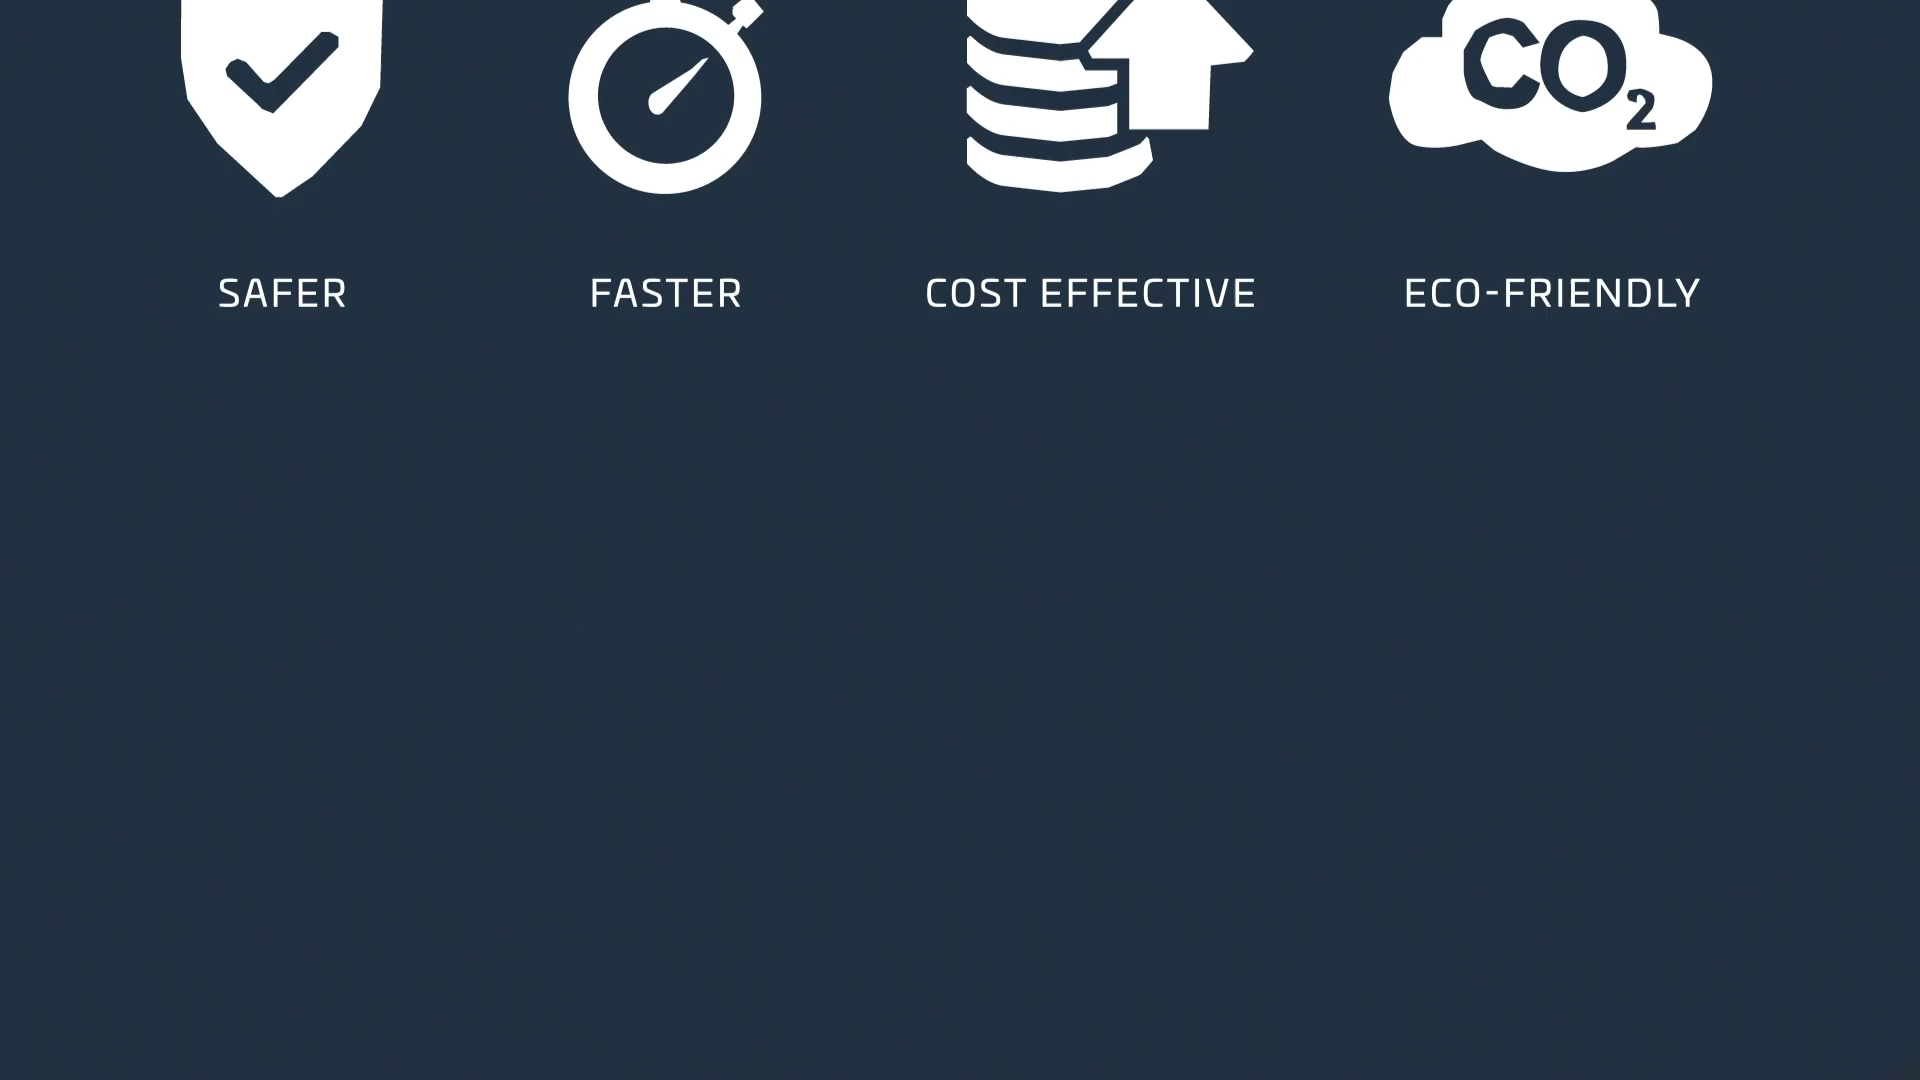 CO₂
SAFER
FASTER
COST EFFECTIVE
ECO-FRIENDLY